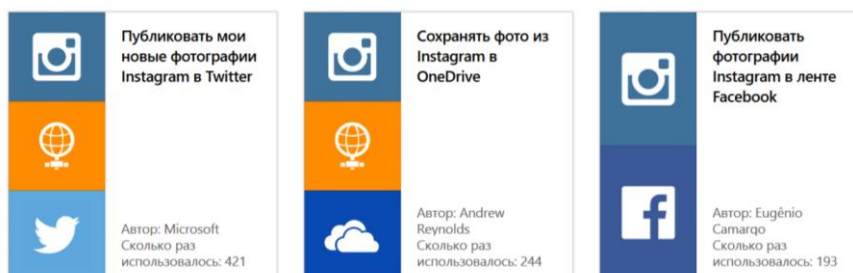 Публиковать мои
новые фотографии
Instagram в Twitter
Автор: Microsoft
Сколько раз
использовалось: 421
Сохранять фото из
Instagram в
OneDrive
Автор: Andrew
Reynolds
Сколько раз
использовалось: 244
Публиковать
фотографии
Instagram в ленте
Facebook
Автор: Eugênio
Camargo
Сколько раз
использовалось: 193